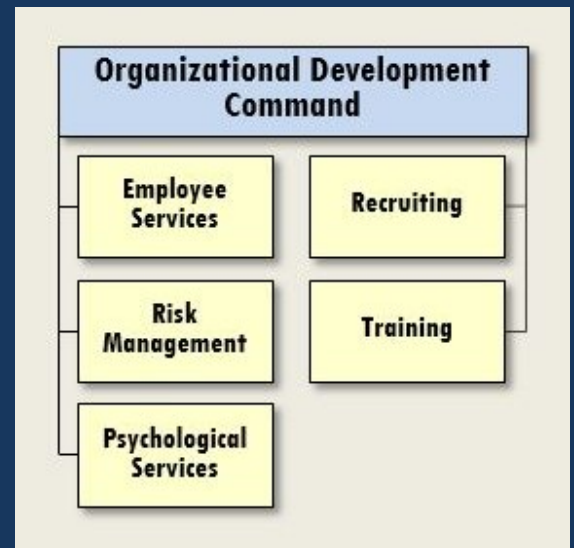 Organizational Development
Command
Employee
Services
Recruiting
Risk
Management
Training
Psychological
Services